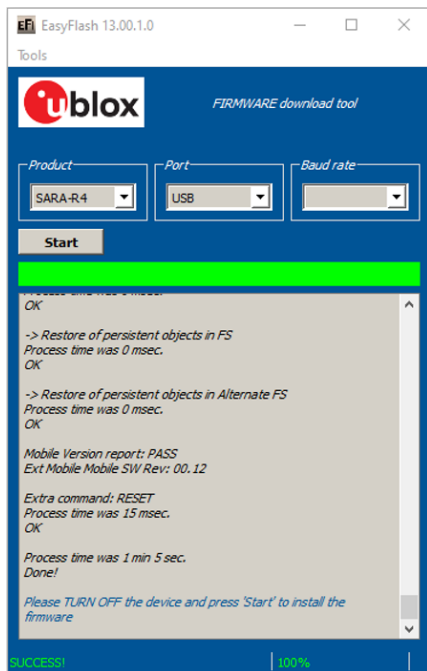 EF EasyFlash 13.00.1.0
Tools
ublox
FIRMWARE download tool
Product
Port
Baud rate
SARA-R4
USB
Start
OK
-> Restore of persistent objects in FS
Process time was 0 msec.
OK
-> Restore of persistent objects in Alternate FS
Process time was 0 msec.
OK
Mobile Version report: PASS
Ext Mobile Mobile SW Rev: 00.12
Extra command: RESET
Process time was 15 msec.
OK
Process time was 1 min 5 sec.
Done!
Please TURN OFF the device and press 'Start' to install the
firmware
SUCCESS!
100%